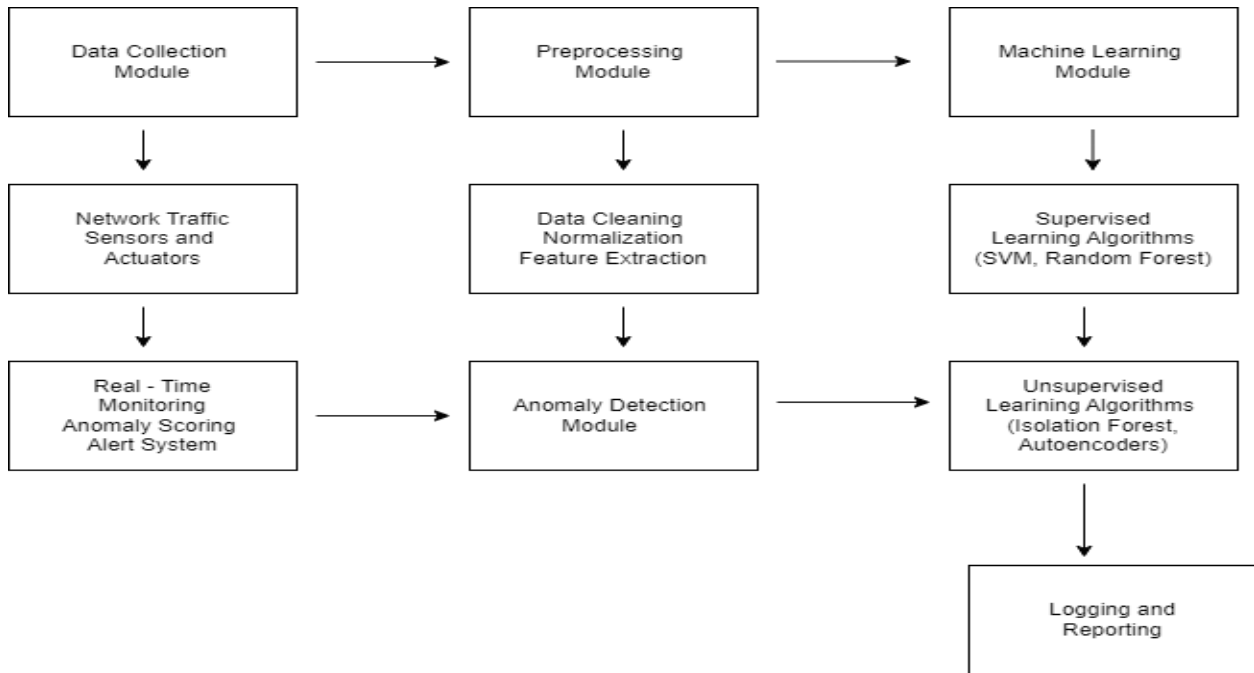 Data Collection
Module
Preprocessing
Module
Machine Learning
Module
Network Traffic
Sensors and
Actuators
Data Cleaning
Normalization
Feature Extraction
Supervised
Learning Algorithms
(SVM, Random Forest)
Real - Time
Monitoring
Anomaly Scoring
Alert System
Anomaly Detection
Module
Unsupervised
Learining Algorithms
(Isolation Forest,
Autoencoders)
Logging and
Reporting